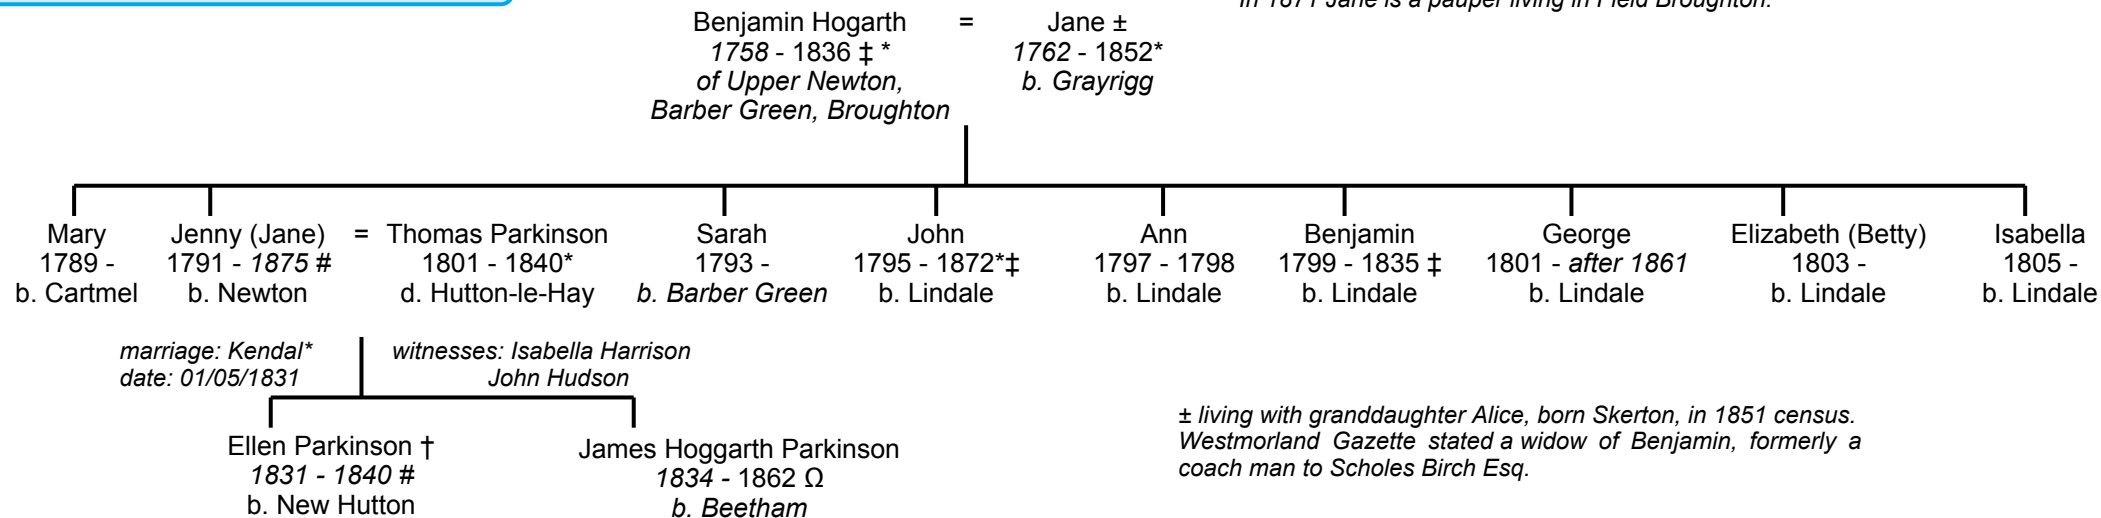 In 1871 Jane is a pauper living in Field Broughton.
Benjamin Hogarth = Jane ±
1758 - 1836 ‡ * 1762 - 1852*
of Upper Newton, b. Grayrigg
Barber Green, Broughton
Mary Jenny (Jane) = Thomas Parkinson Sarah John Ann Benjamin George Elizabeth (Betty) Isabella
1789 - 1791 - 1875 # 1801 - 1840* 1793 - 1795 - 1872*‡ 1797 - 1798 1799 - 1835 ‡ 1801 - after 1861 1803 - 1805 -
b. Cartmel b. Newton d. Hutton-le-Hay b. Barber Green b. Lindale b. Lindale b. Lindale b. Lindale b. Lindale b. Lindale
marriage: Kendal* witnesses: Isabella Harrison
date: 01/05/1831 John Hudson
Ellen Parkinson † James Hoggarth Parkinson
1831 - 1840 # 1834 - 1862 Ω
b. New Hutton b. Beetham
± living with granddaughter Alice, born Skerton, in 1851 census.
Westmorland Gazette stated a widow of Benjamin, formerly a
coach man to Scholes Birch Esq.